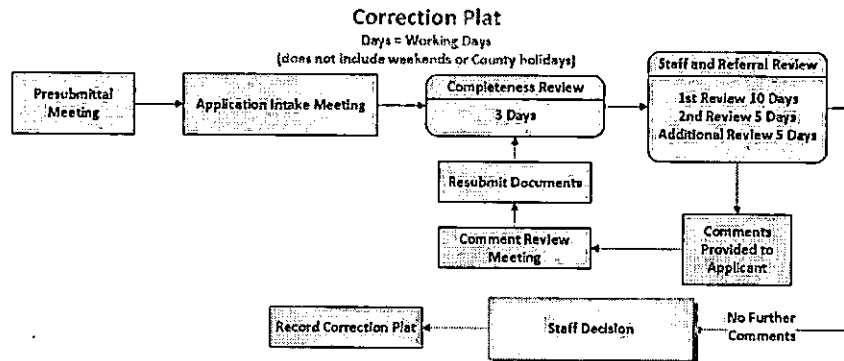 Correction Plat
Days = Working Days
(does not include weekends or County holidays)
Presubmittal
Meeting
Application Intake Meeting
Completeness Review
3 Days
Staff and Referral Review
1st Review 10 Days
2nd Review 5 Days
Additional Review 5 Days
Resubmit Documents
Comment Review
Meeting
Comments
Provided to
Applicant
Record Correction Plat
Staff Decision
No Further
Comments